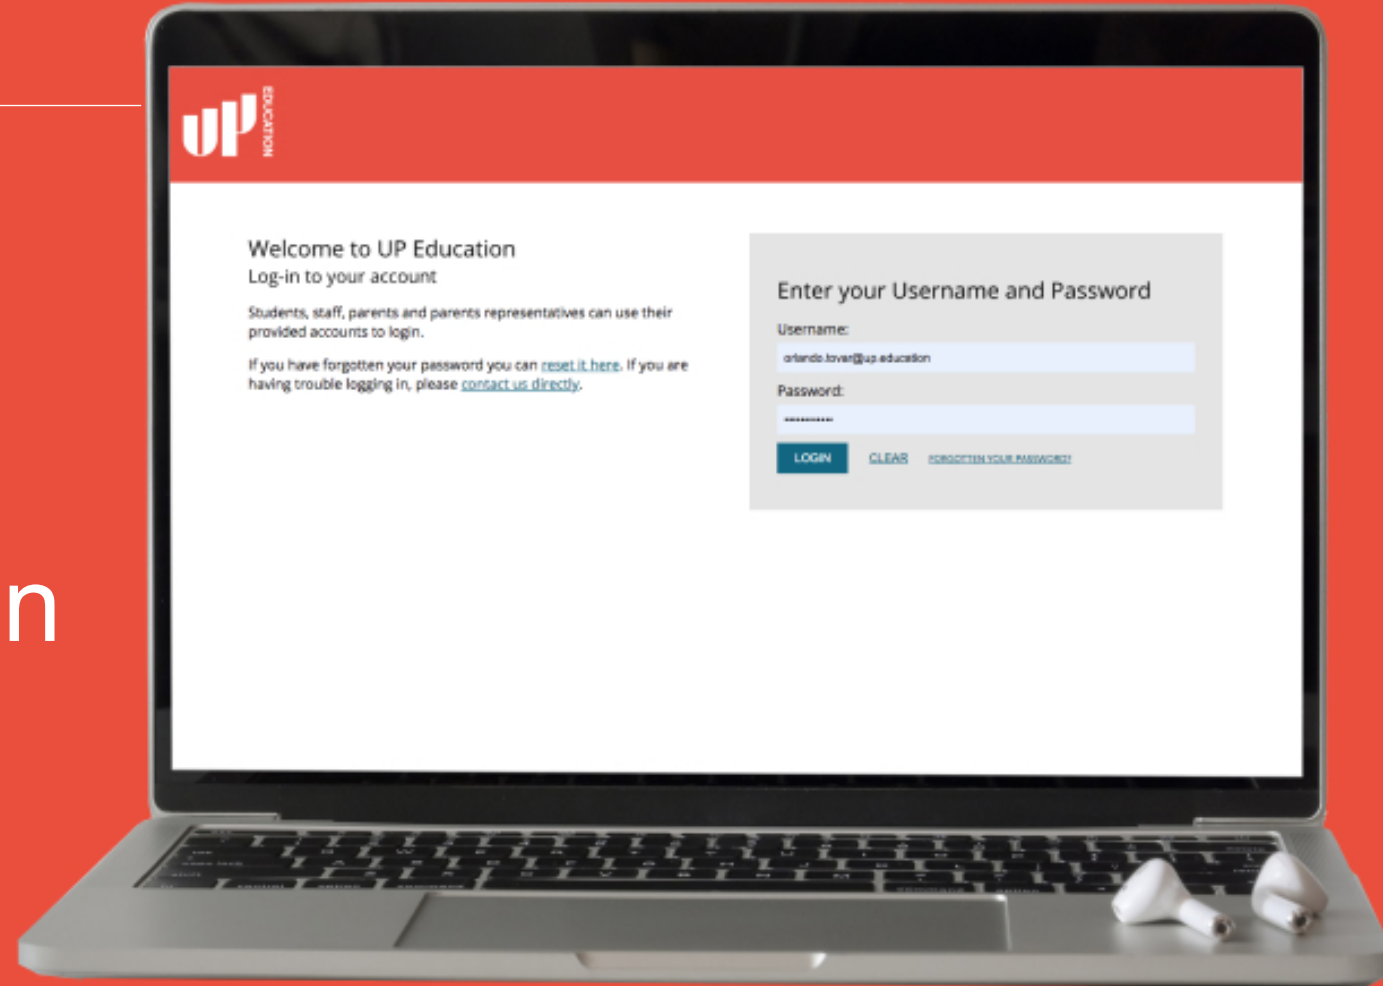 UP EDUCATION
Welcome to UP Education
Log-in to your account
Students, staff, parents and parents representatives can use their
provided accounts to login.
If you have forgotten your password you can reset it here. If you are
having trouble logging in, please contact us directly.
Enter your Username and Password
Username:
orlando.tovar@up.education
Password:
LOGIN CLEAR FORGOTTEN YOUR PASSWORD?
n